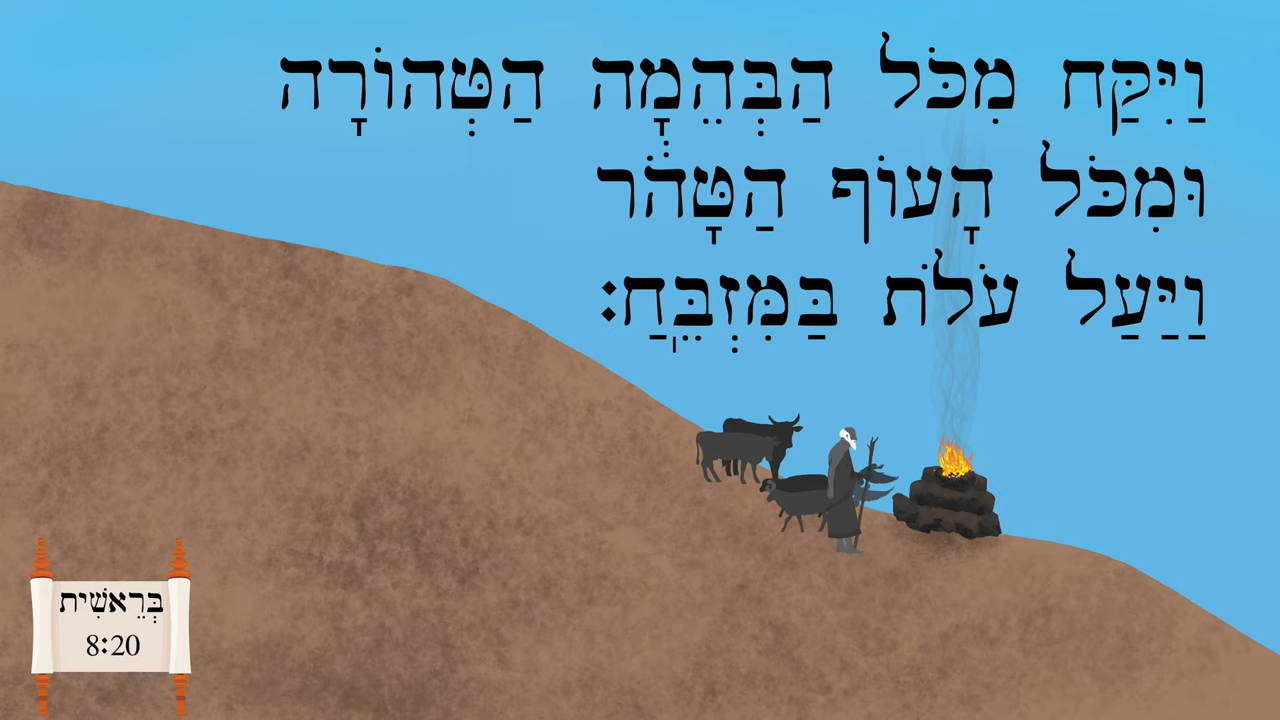 וַיִּקַּח מִכֹּל הַבְּהֵמָה הַטְּהוֹרָה
וּמִכֹּל הָעוֹף הַטָּהֹ֔ר
וַיַּעַל עֹלֹת בַּמִּזְבֵּֽחַ׃
בְּרֵאשִׁית
8:20